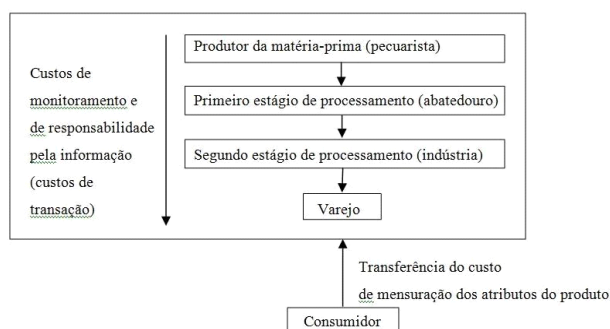 Produtor da matéria-prima (pecuarista)
Custos de
monitoramento e
de responsabilidade
pela informação
(custos de
transação)
Primeiro estágio de processamento (abatedouro)
Segundo estágio de processamento (indústria)
Varejo
Transferência do custo
de mensuração dos atributos do produto
Consumidor